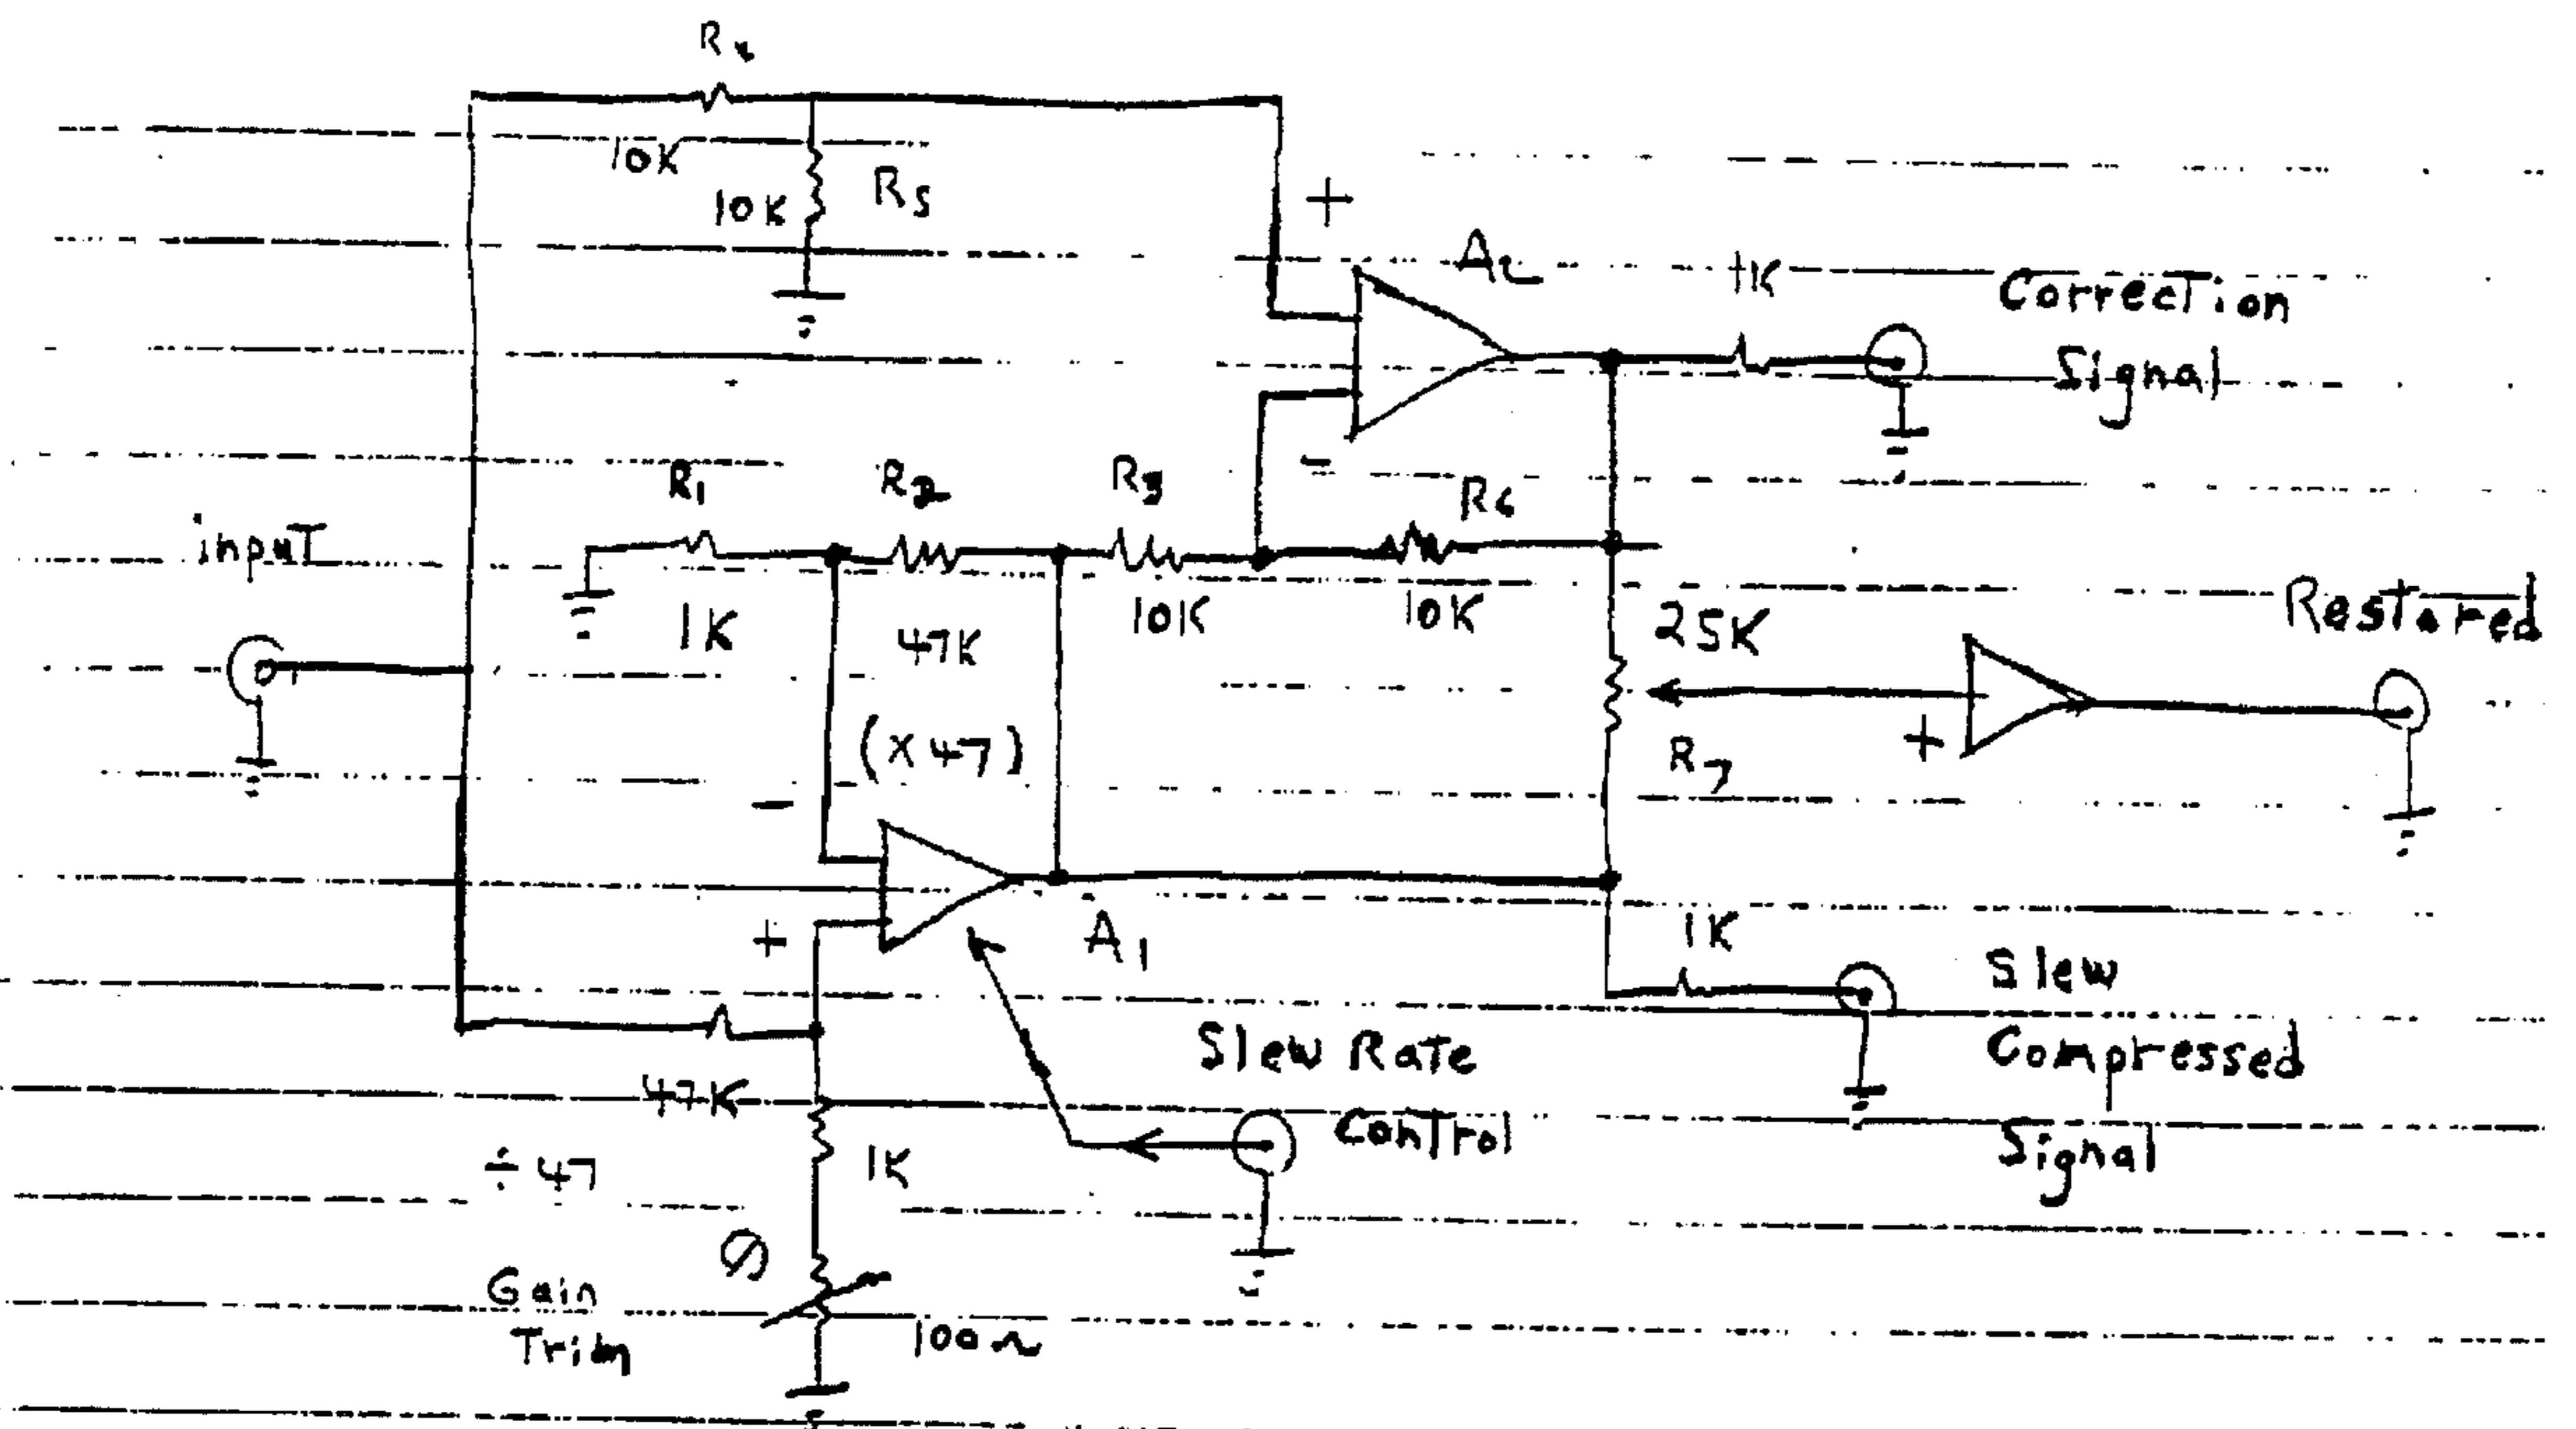 R4
10K
10K
R5
+
A2
1K
Correction
Signal
-
input
R1
R2
R3
R6
1K
47K
10K
10K
25K
Restored
(x47)
R7
+
-
+
A1
1K
Slew
Compressed
Signal
Slew Rate
Control
47K
÷ 47
1K
Gain
Trim
100Ω